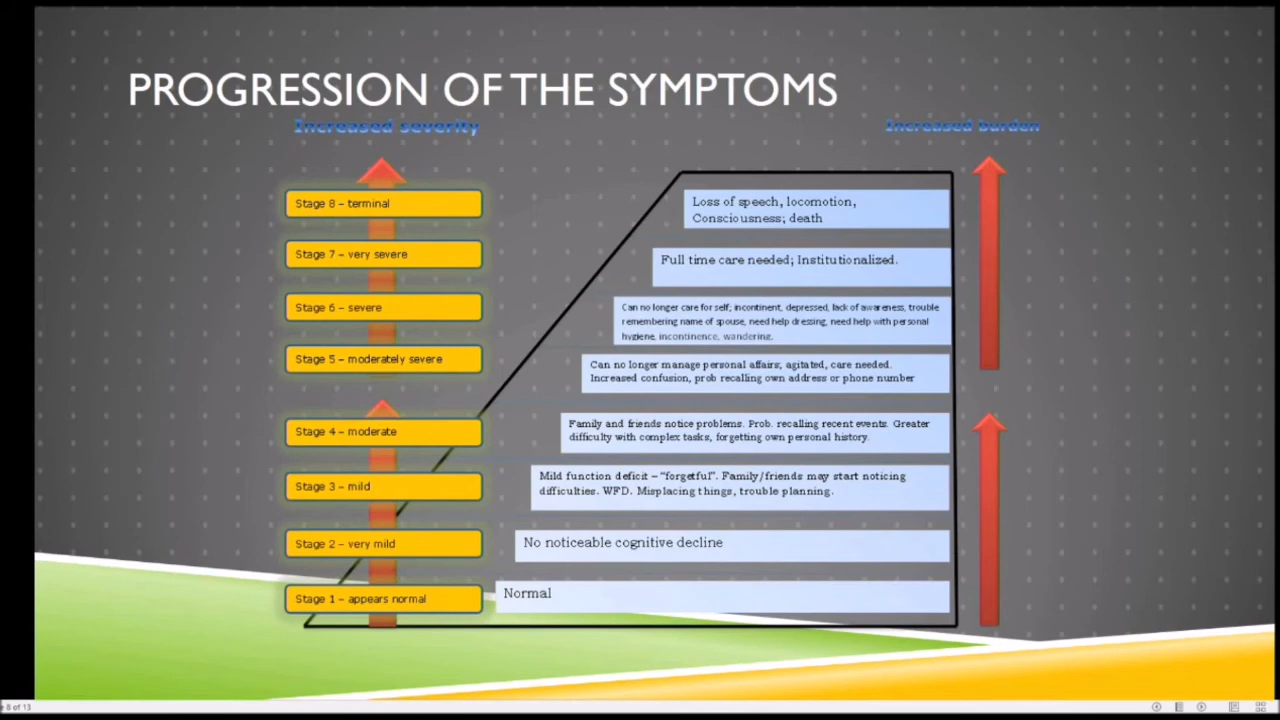 PROGRESSION OF THE SYMPTOMS
Increased severity
Increased burden
Stage 8 – terminal
Loss of speech, locomotion,
Consciousness; death
Stage 7 – very severe
Full time care needed; Institutionalized.
Stage 6 – severe
Can no longer care for self; incontinent, depressed, lack of awareness, trouble
remembering name of spouse, need help dressing, need help with personal
hygiene, incontinence, wandering.
Stage 5 – moderately severe
Can no longer manage personal affairs; agitated, care needed.
Increased confusion, prob recalling own address or phone number
Stage 4 – moderate
Family and friends notice problems. Prob. recalling recent events. Greater
difficulty with complex tasks, forgetting own personal history.
Stage 3 – mild
Mild function deficit – "forgetful". Family/friends may start noticing
difficulties. WFD. Misplacing things, trouble planning.
Stage 2 – very mild
No noticeable cognitive decline
Stage 1 – appears normal
Normal
e 8 of 13